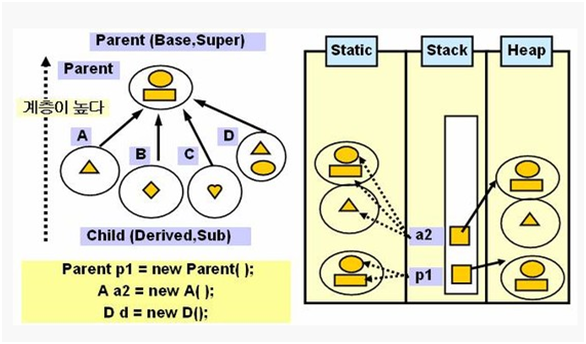 Parent (Base,Super)
Parent
계층이 높다
A
B
C
D
Child (Derived,Sub)
Parent p1 = new Parent( );
A a2 = new A( );
D d = new D();
Static
Stack
Heap
a2
p1